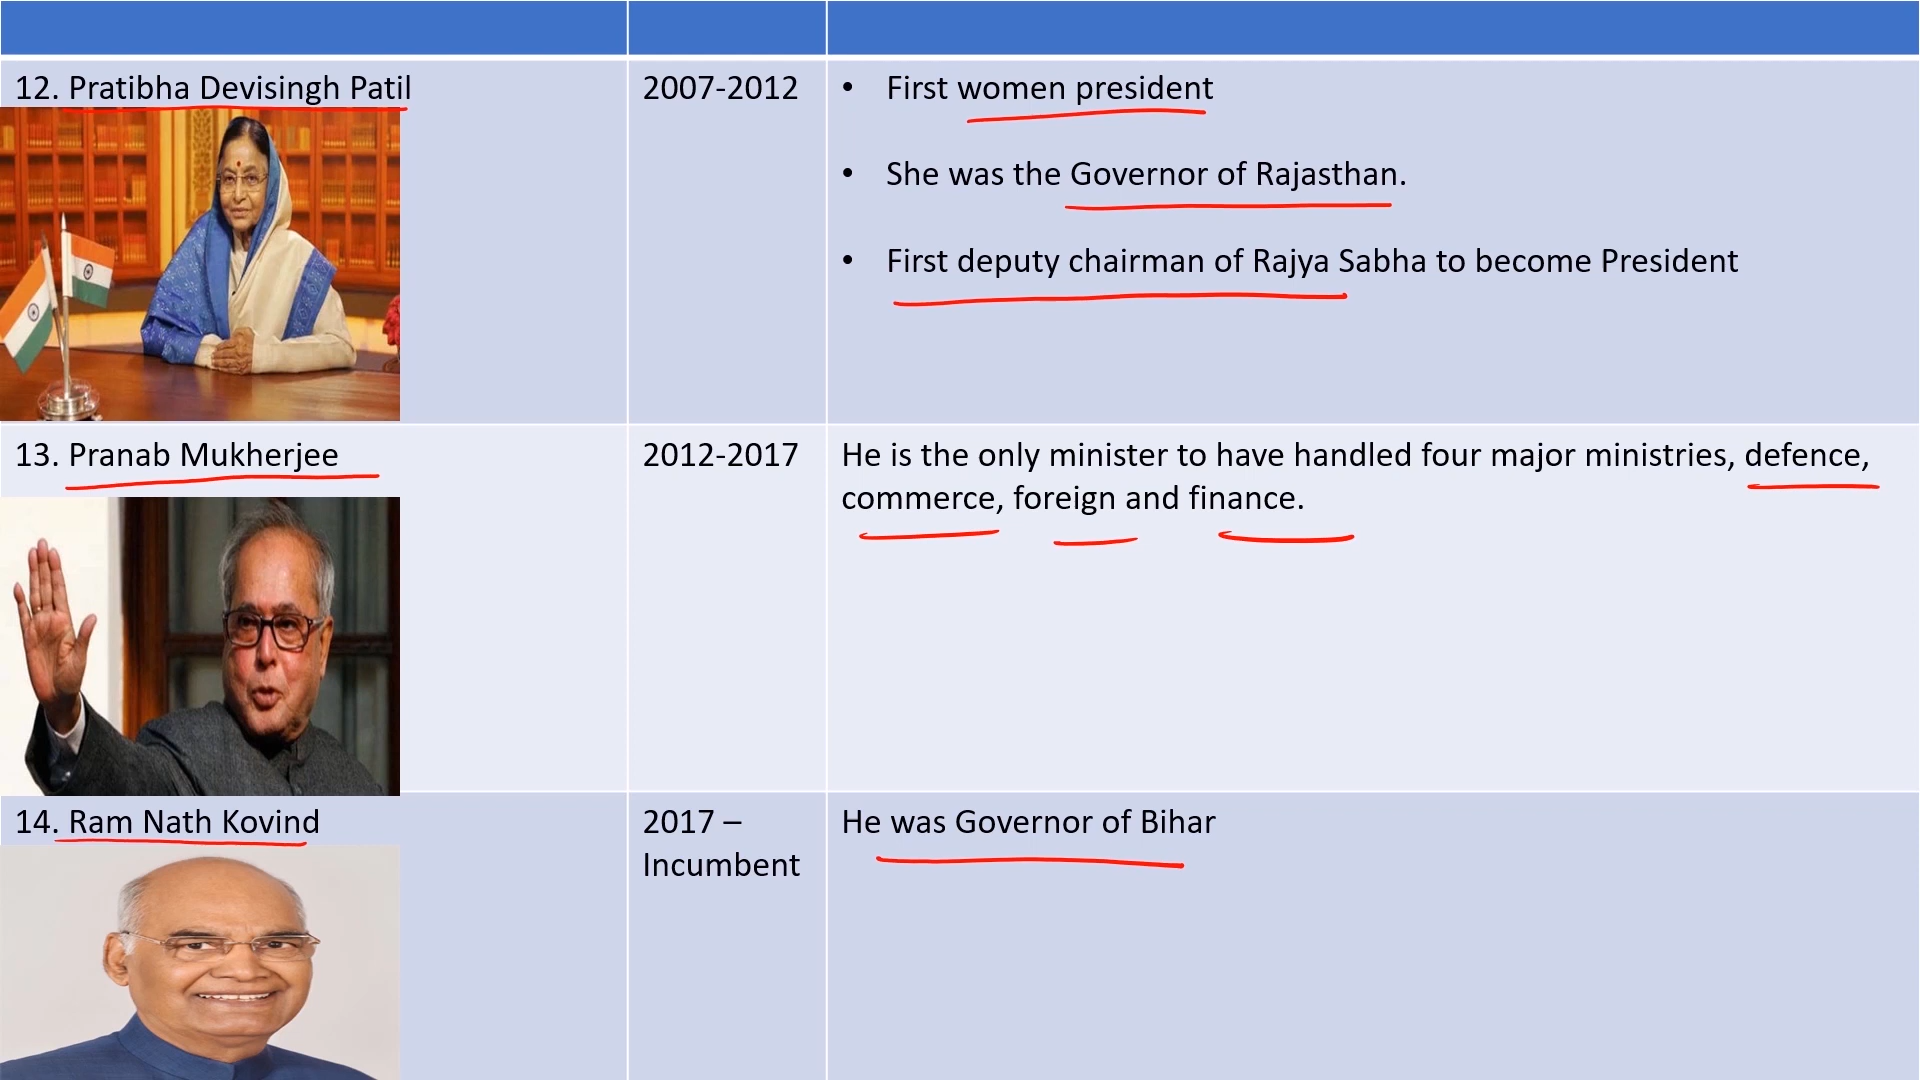 12. Pratibha Devisingh Patil
2007-2012
• First women president
• She was the Governor of Rajasthan.
• First deputy chairman of Rajya Sabha to become President
13. Pranab Mukherjee
2012-2017
He is the only minister to have handled four major ministries, defence,
commerce, foreign and finance.
14. Ram Nath Kovind
2017 –
Incumbent
He was Governor of Bihar